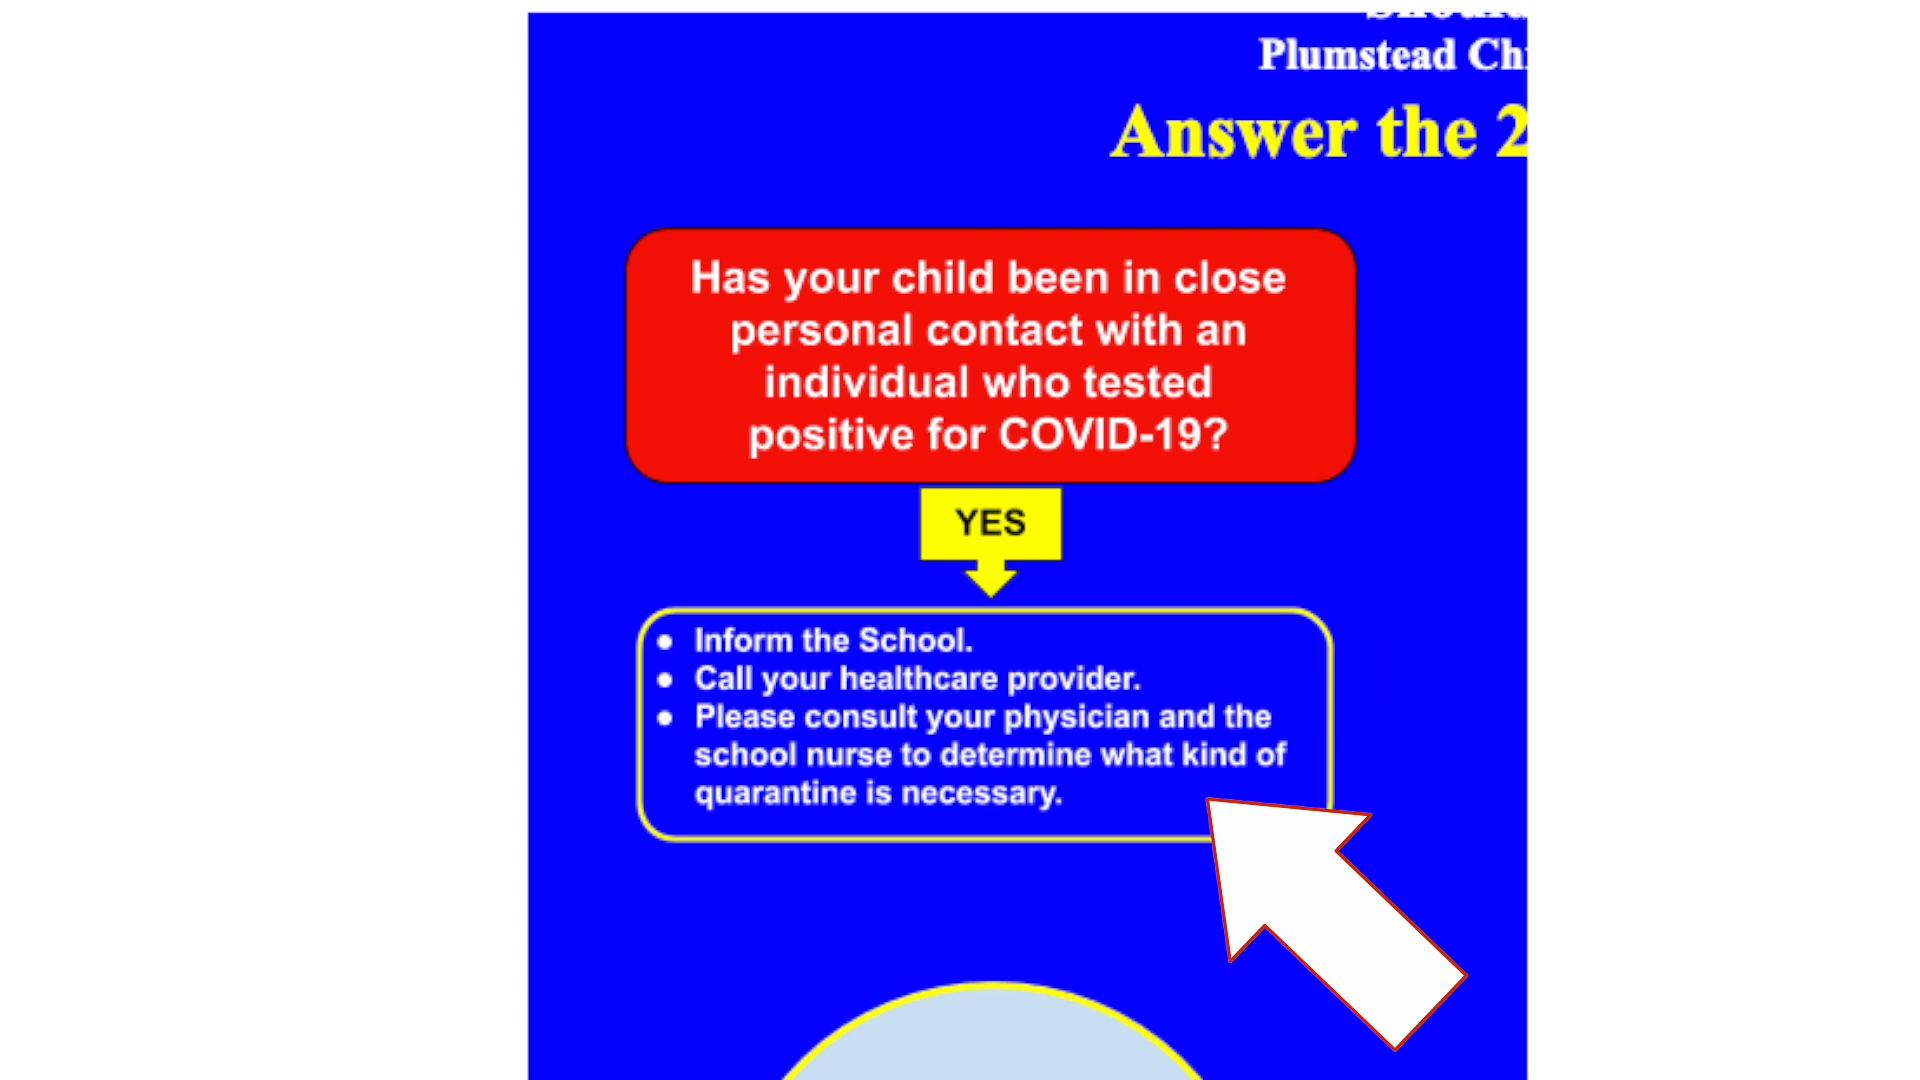 Plumstead
Answer the 2
Has your child been in close
personal contact with an
individual who tested
positive for COVID-19?
YES
● Inform the School.
● Call your healthcare provider.
● Please consult your physician and the
school nurse to determine what kind of
quarantine is necessary.